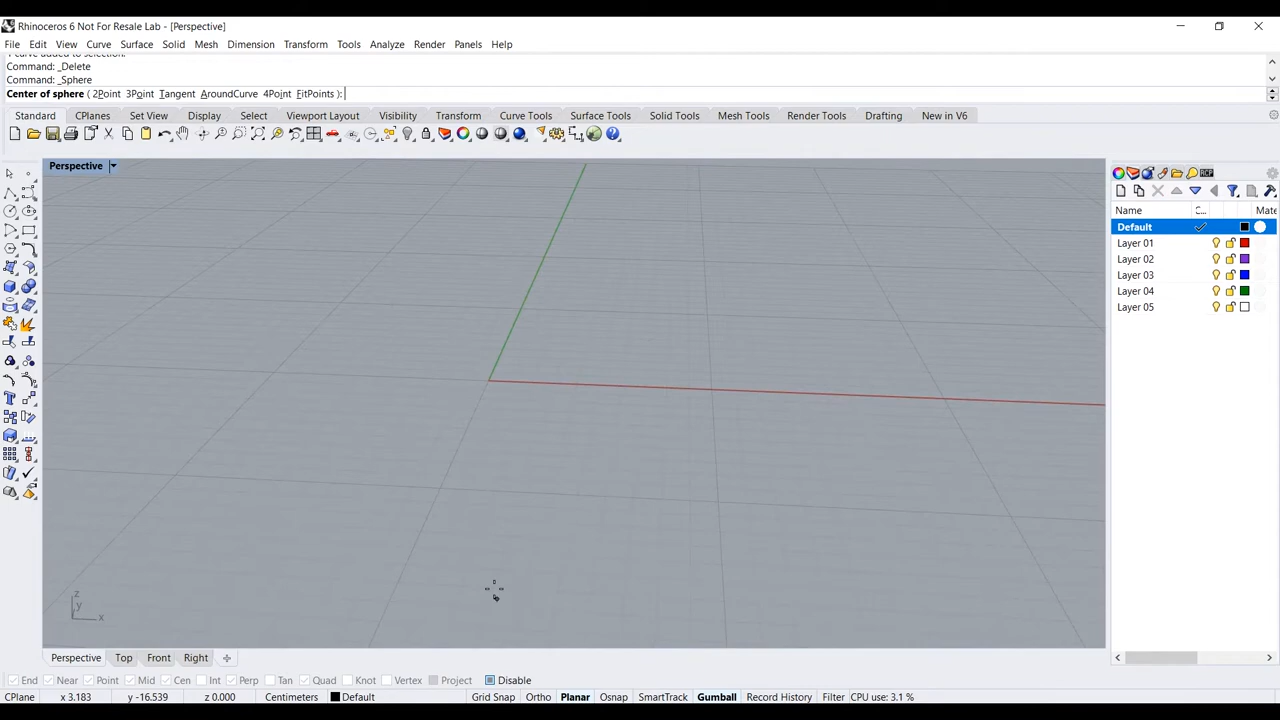 Rhinoceros 6 Not For Resale Lab - [Perspective]
File Edit View Curve Surface Solid Mesh Dimension Transform Tools Analyze Render Panels Help
Command: _Delete
Command: _Sphere
Center of sphere ( 2Point 3Point Tangent AroundCurve 4Point FitPoints ):
Standard CPlanes Set View Display Select Viewport Layout Visibility Transform Curve Tools Surface Tools Solid Tools Mesh Tools Render Tools Drafting New in V6
Perspective
Name C... Mate
Default
Layer 01
Layer 02
Layer 03
Layer 04
Layer 05
z
y
x
Perspective Top Front Right
End Near Point Mid Cen Int Perp Tan Quad Knot Vertex Project Disable
CPlane x 3.183 y -16.539 z 0.000 Centimeters Default Grid Snap Ortho Planar Osnap SmartTrack Gumball Record History Filter CPU use: 3.1 %